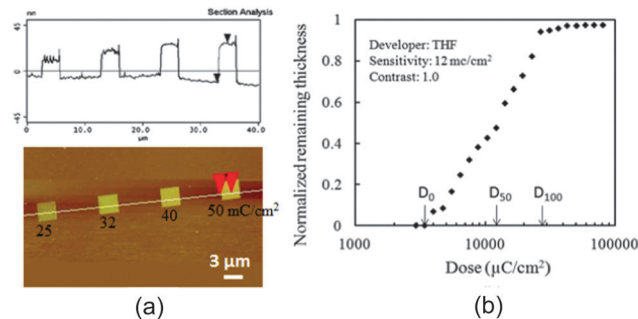 (a)
nm
Section Analysis
45
0
-45
0
10.0
20.0
30.0
40.0
μm
25
32
40
50 mC/cm²
3 μm
(b)
Normalized remaining thickness
1
0.8
0.6
0.4
0.2
0
Developer: THF
Sensitivity: 12 mc/cm²
Contrast: 1.0
D₀
D₅₀
D₁₀₀
1000
10000
100000
Dose (μC/cm²)
(a)
(b)